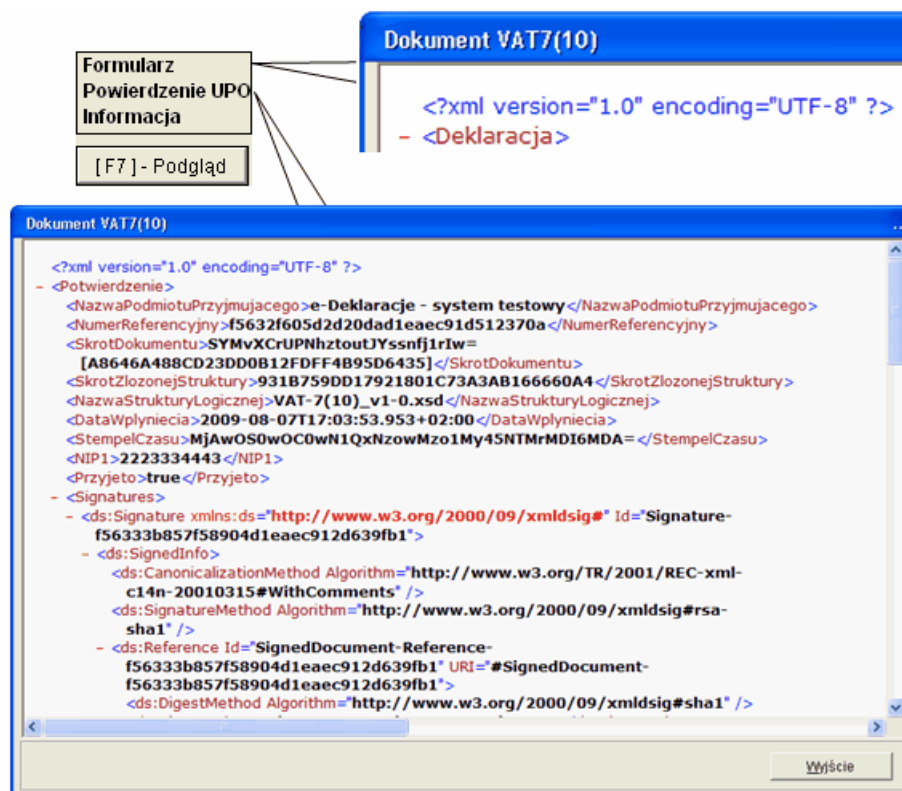 Dokument VAT7(10)
<?xml version="1.0" encoding="UTF-8" ?>
- <Deklaracja>
Formularz
Powierdzenie UPO
Informacja
[ F7 ] - Podgląd
Dokument VAT7(10)
<?xml version="1.0" encoding="UTF-8" ?>
- <Potwierdzenie>
<NazwaPodmiotuPrzyjmujacego>e-Deklaracje - system testowy</NazwaPodmiotuPrzyjmujacego>
<NumerReferencyjny>f5632f605d2d20dad1eaec91d512370a</NumerReferencyjny>
<SkrotDokumentu>SYMvXCrUPNhztoutJYssnfj1rIw=
[A8646A488CD23DD0B12FDFF4B95D6435]</SkrotDokumentu>
<SkrotZlozonejStruktury>931B759DD17921801C73A3AB166660A4</SkrotZlozonejStruktury>
<NazwaStrukturyLogicznej>VAT-7(10)_v1-0.xsd</NazwaStrukturyLogicznej>
<DataWplyniecia>2009-08-07T17:03:53.953+02:00</DataWplyniecia>
<StempelCzasu>MjAwOS0wOC0wN1QxNzowMzo1My45NTMrMDI6MDA=</StempelCzasu>
<NIP1>2223334443</NIP1>
<Przyjeto>true</Przyjeto>
- <Signatures>
- <ds:Signature xmlns:ds="http://www.w3.org/2000/09/xmldsig#" Id="Signature-
f56333b857f58904d1eaec912d639fb1">
- <ds:SignedInfo>
<ds:CanonicalizationMethod Algorithm="http://www.w3.org/TR/2001/REC-xml-
c14n-20010315#WithComments" />
<ds:SignatureMethod Algorithm="http://www.w3.org/2000/09/xmldsig#rsa-
sha1" />
- <ds:Reference Id="SignedDocument-Reference-
f56333b857f58904d1eaec912d639fb1" URI="#SignedDocument-
f56333b857f58904d1eaec912d639fb1">
<ds:DigestMethod Algorithm="http://www.w3.org/2000/09/xmldsig#sha1" />
Wyjście